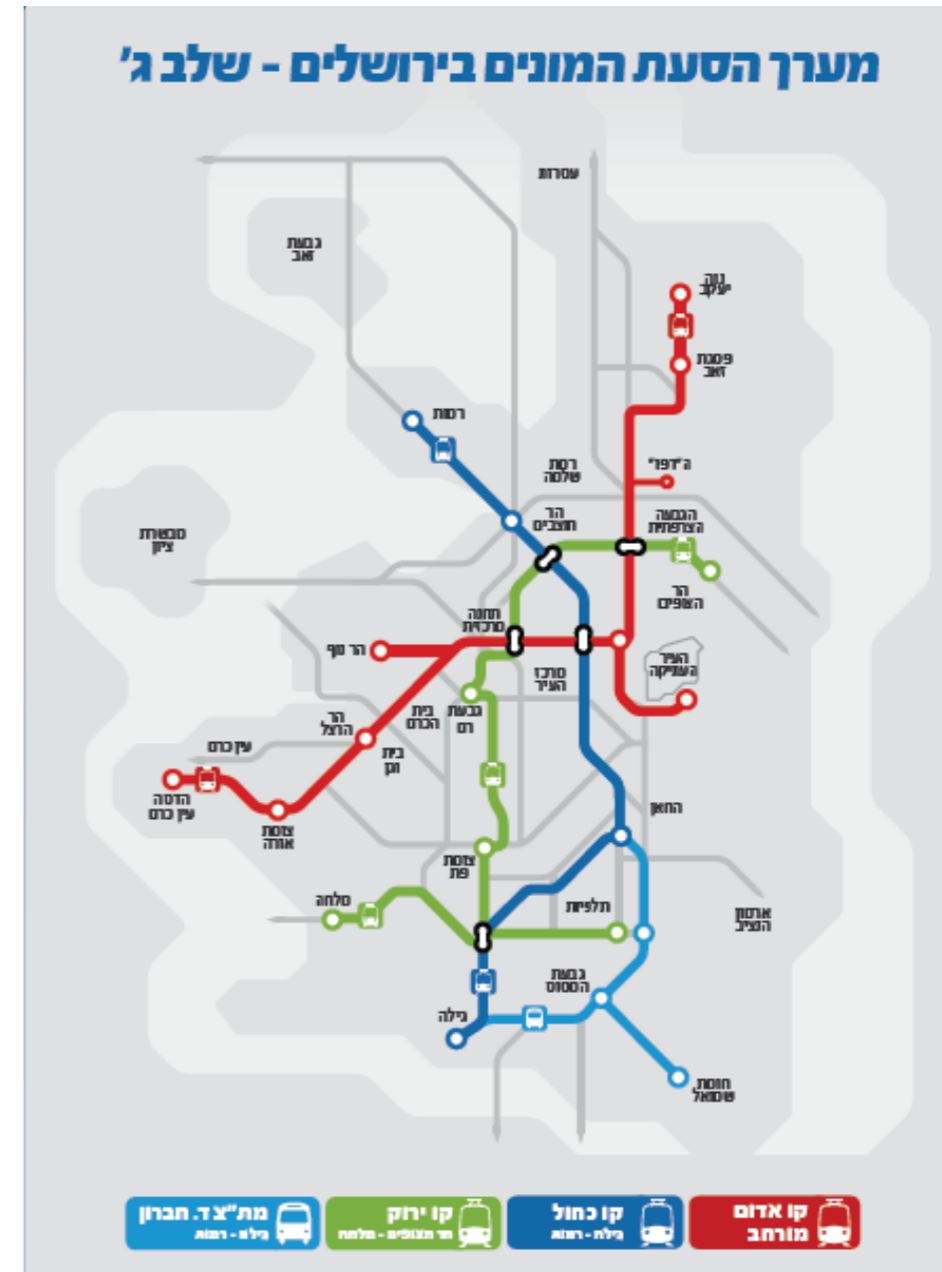 מערך הסעת המונים בירושלים - שלב ג'
עטרות
גבעת
זאב
נווה
יעקב
פסגת
זאב
רמות
רמת
שלמה
ה"דפו"
הר
חוצבים
הגבעה
הצרפתית
מבשרת
ציון
הר
הצופים
תחנה
מרכזית
הר נוף
מרכז
העיר
העיר
העתיקה
הר
הרצל
בית
הכרם
גבעת
רם
עין כרם
בית
וגן
הדסה
עין כרם
צומת
אורה
החאן
צומת
פת
מלחה
תלפיות
ארמון
הנציב
גבעת
המטוס
גילה
חומת
שמואל
קו אדום
מורחב
קו כחול
גילה - רמות
קו ירוק
הר הצופים - מלחה
מת"צ ד. חברון
גילה - רמות